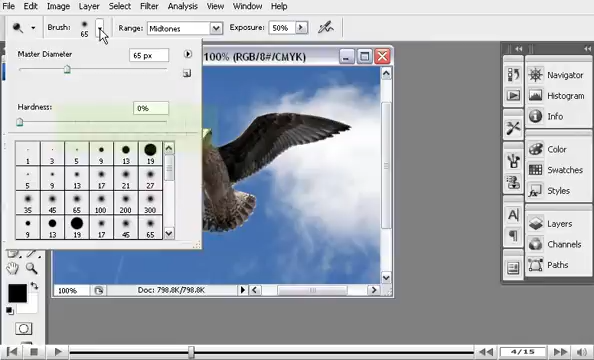 File Edit Image Layer Select Filter Analysis View Window Help
Brush: 65 Range: Midtones Exposure: 50%
100% (RGB/8#/CMYK)
Master Diameter 65 px
Hardness: 0%
1 3 5 9 13 19
5 9 13 17 21 27
35 45 65 100 200 300
9 13 19 17 45 65
Navigator
Histogram
Info
Color
Swatches
Styles
Layers
Channels
Paths
100% Doc: 798.8K/798.8K
4/15